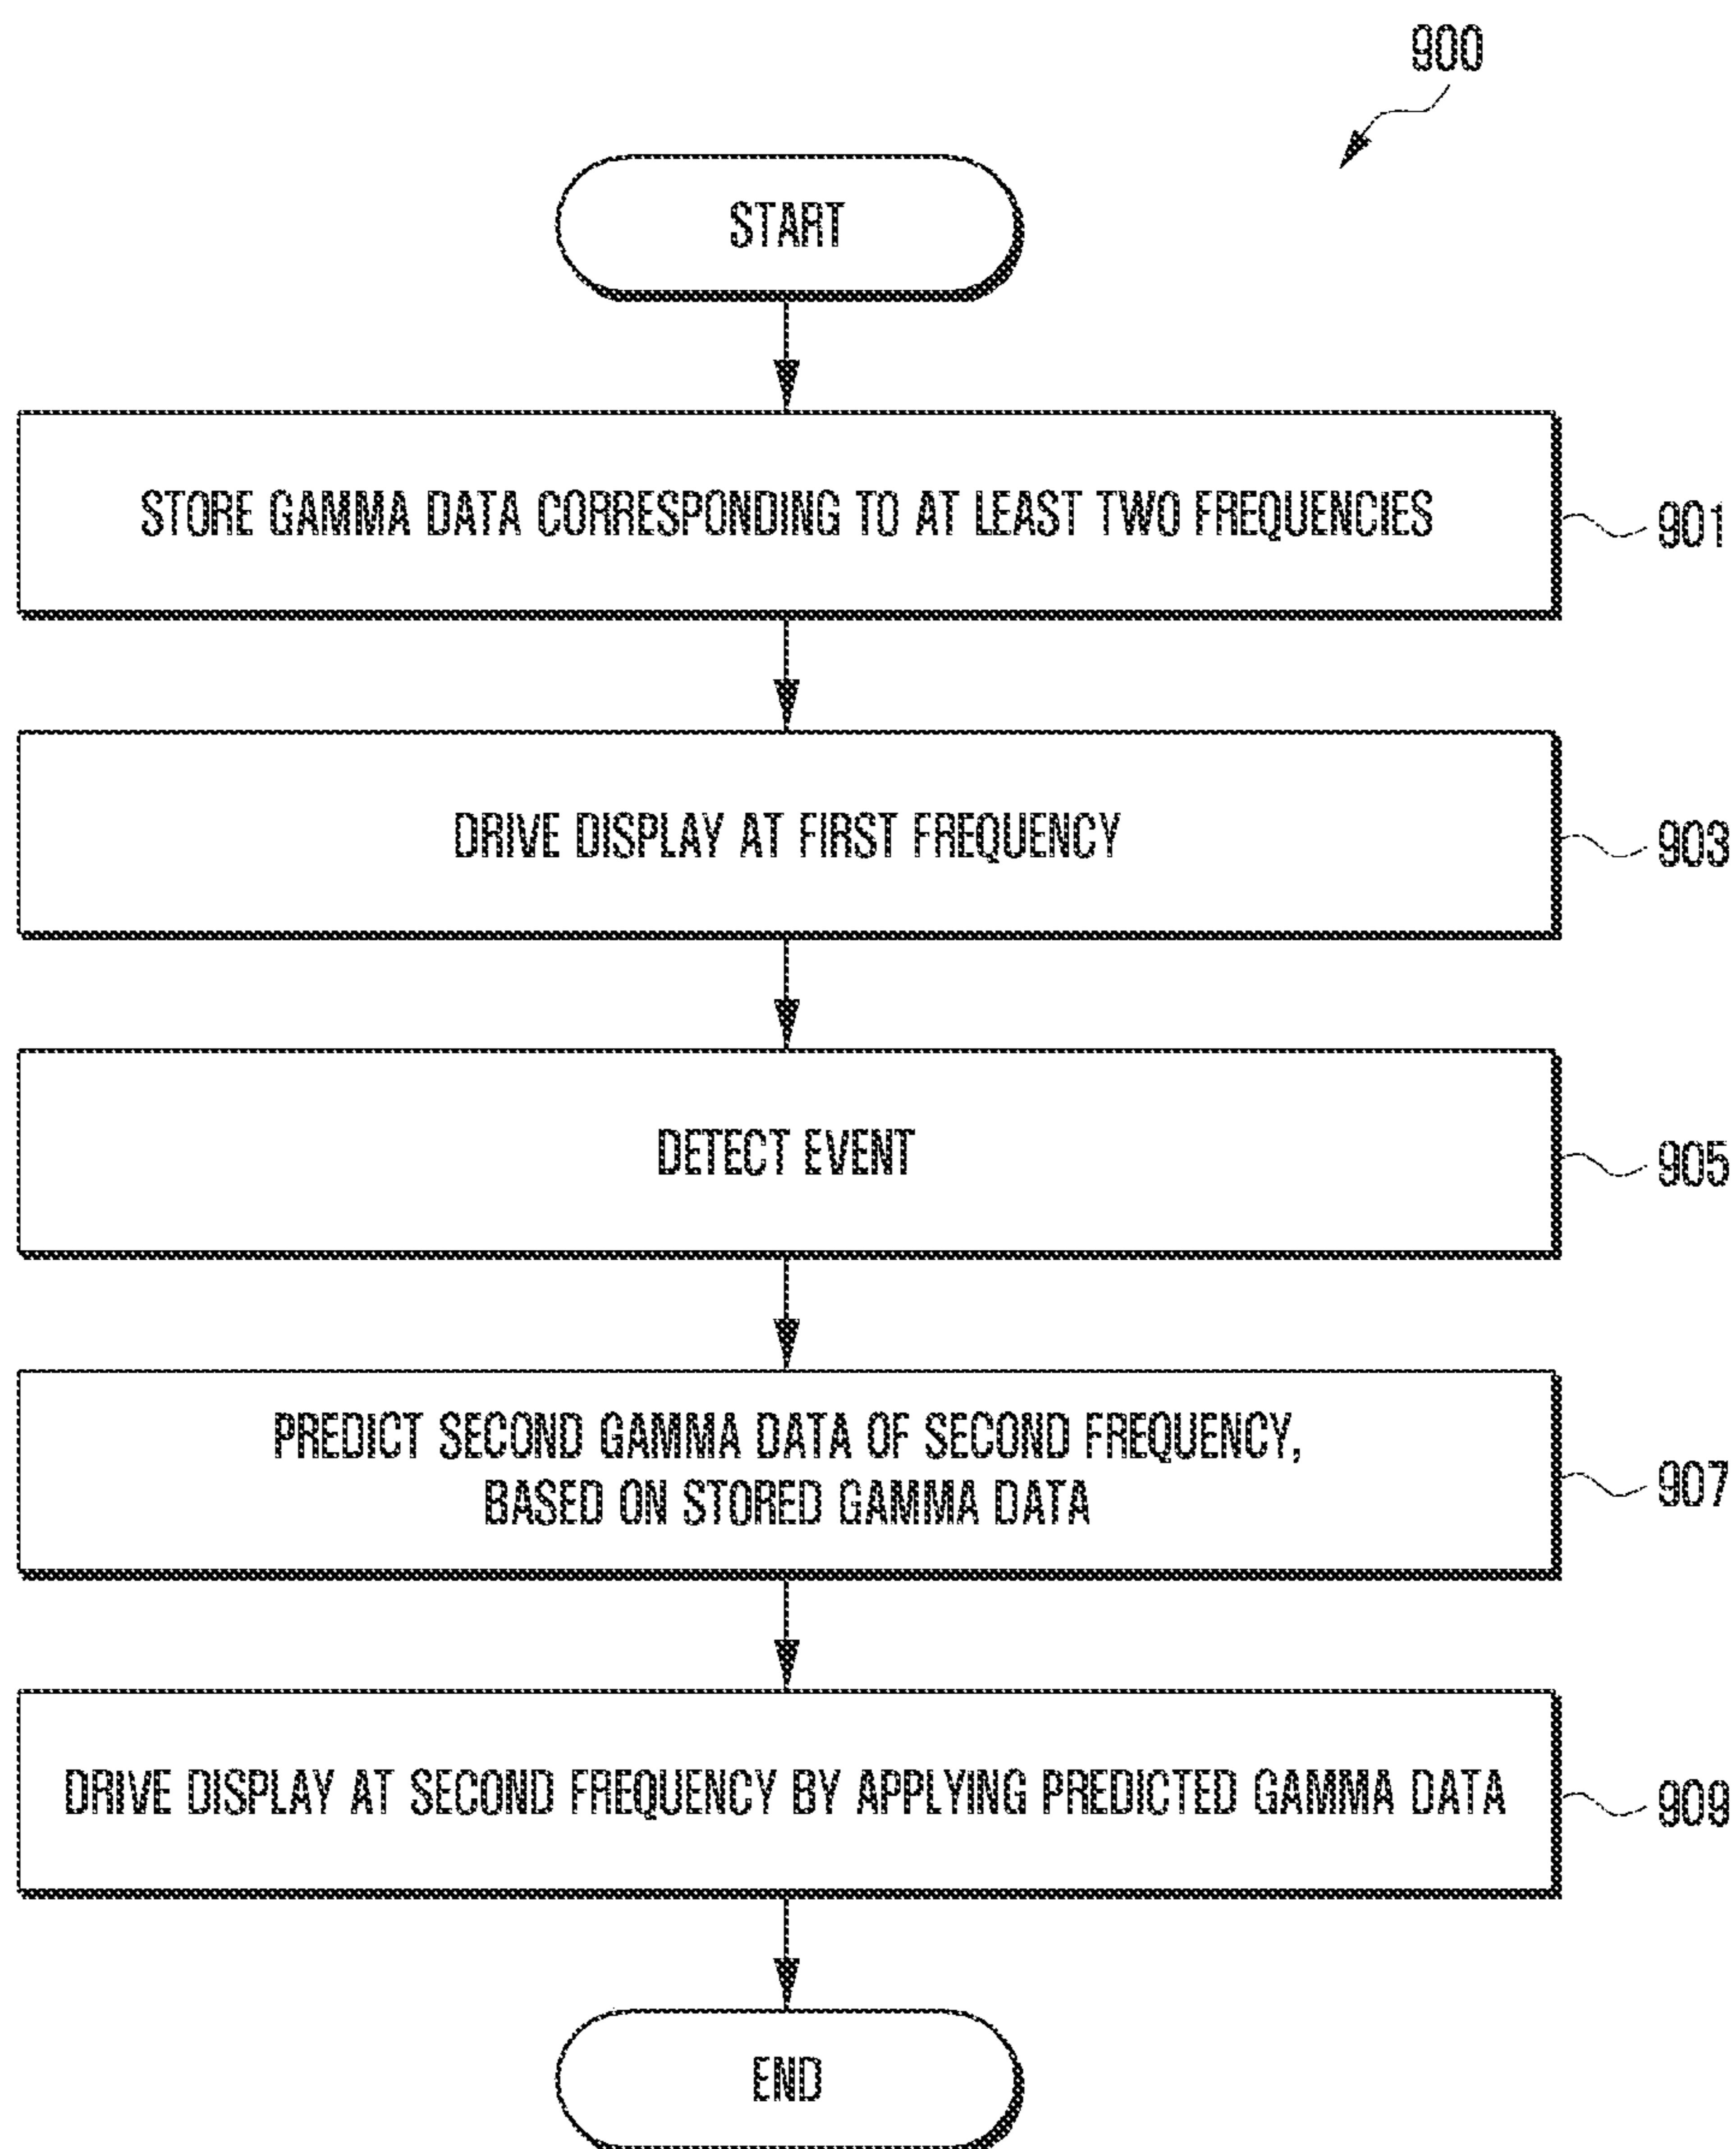 900
START
STORE GAMMA DATA CORRESPONDING TO AT LEAST TWO FREQUENCIES
901
DRIVE DISPLAY AT FIRST FREQUENCY
903
DETECT EVENT
905
PREDICT SECOND GAMMA DATA OF SECOND FREQUENCY,
BASED ON STORED GAMMA DATA
907
DRIVE DISPLAY AT SECOND FREQUENCY BY APPLYING PREDICTED GAMMA DATA
909
END